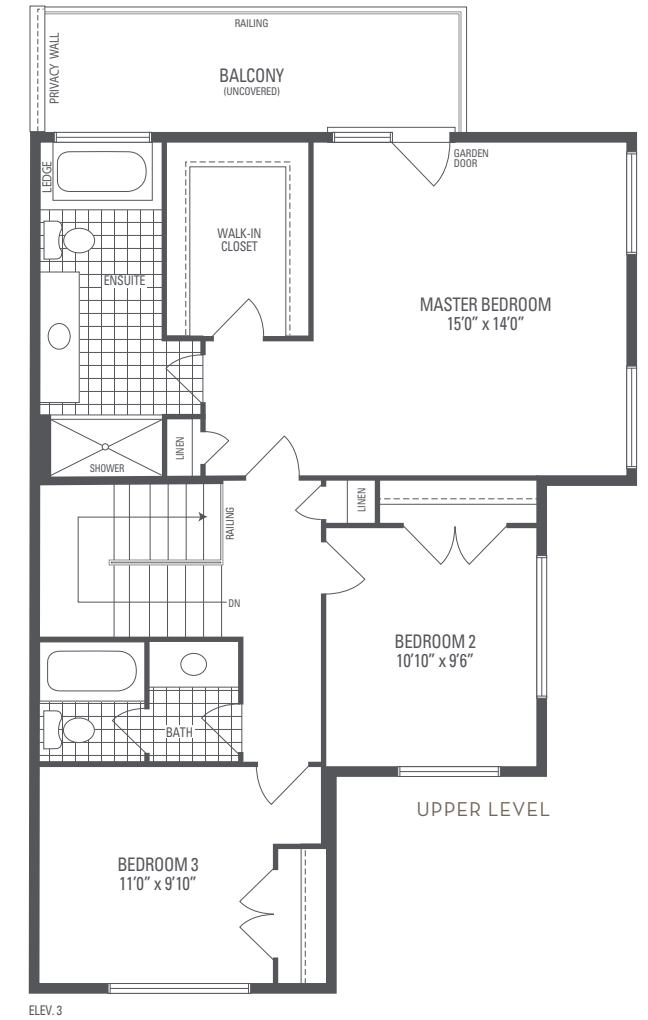 RAILING
PRIVACY WALL
BALCONY
(UNCOVERED)
GARDEN
DOOR
LEDGE
WALK-IN
CLOSET
ENSUITE
MASTER BEDROOM
15'0" x 14'0"
LINEN
SHOWER
LINEN
RAILING
DN
BEDROOM 2
10'10" x 9'6"
BATH
UPPER LEVEL
BEDROOM 3
11'0" x 9'10"
ELEV. 3